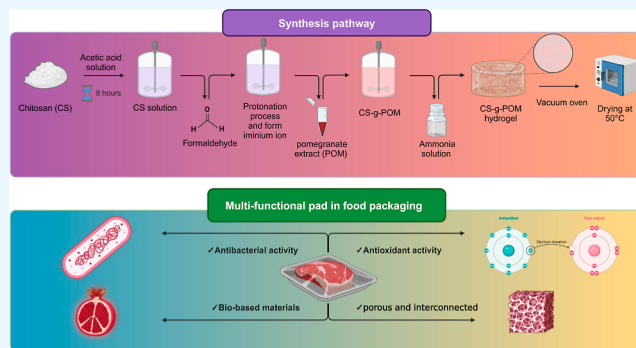 Synthesis pathway
Acetic acid
solution
8 hours
Chitosan (CS)
CS solution
O
H
H
Formaldehyde
Protonation
process and form
iminium ion
pomegranate
extract (POM)
CS-g-POM
Ammonia
solution
CS-g-POM
hydrogel
Vacuum oven
Drying at
50°C
Multi-functional pad in food packaging
✓Antibacterial activity
✓Antioxidant activity
Antioxidant
Free radical
Electron donation
✓Bio-based materials
✓porous and interconnected